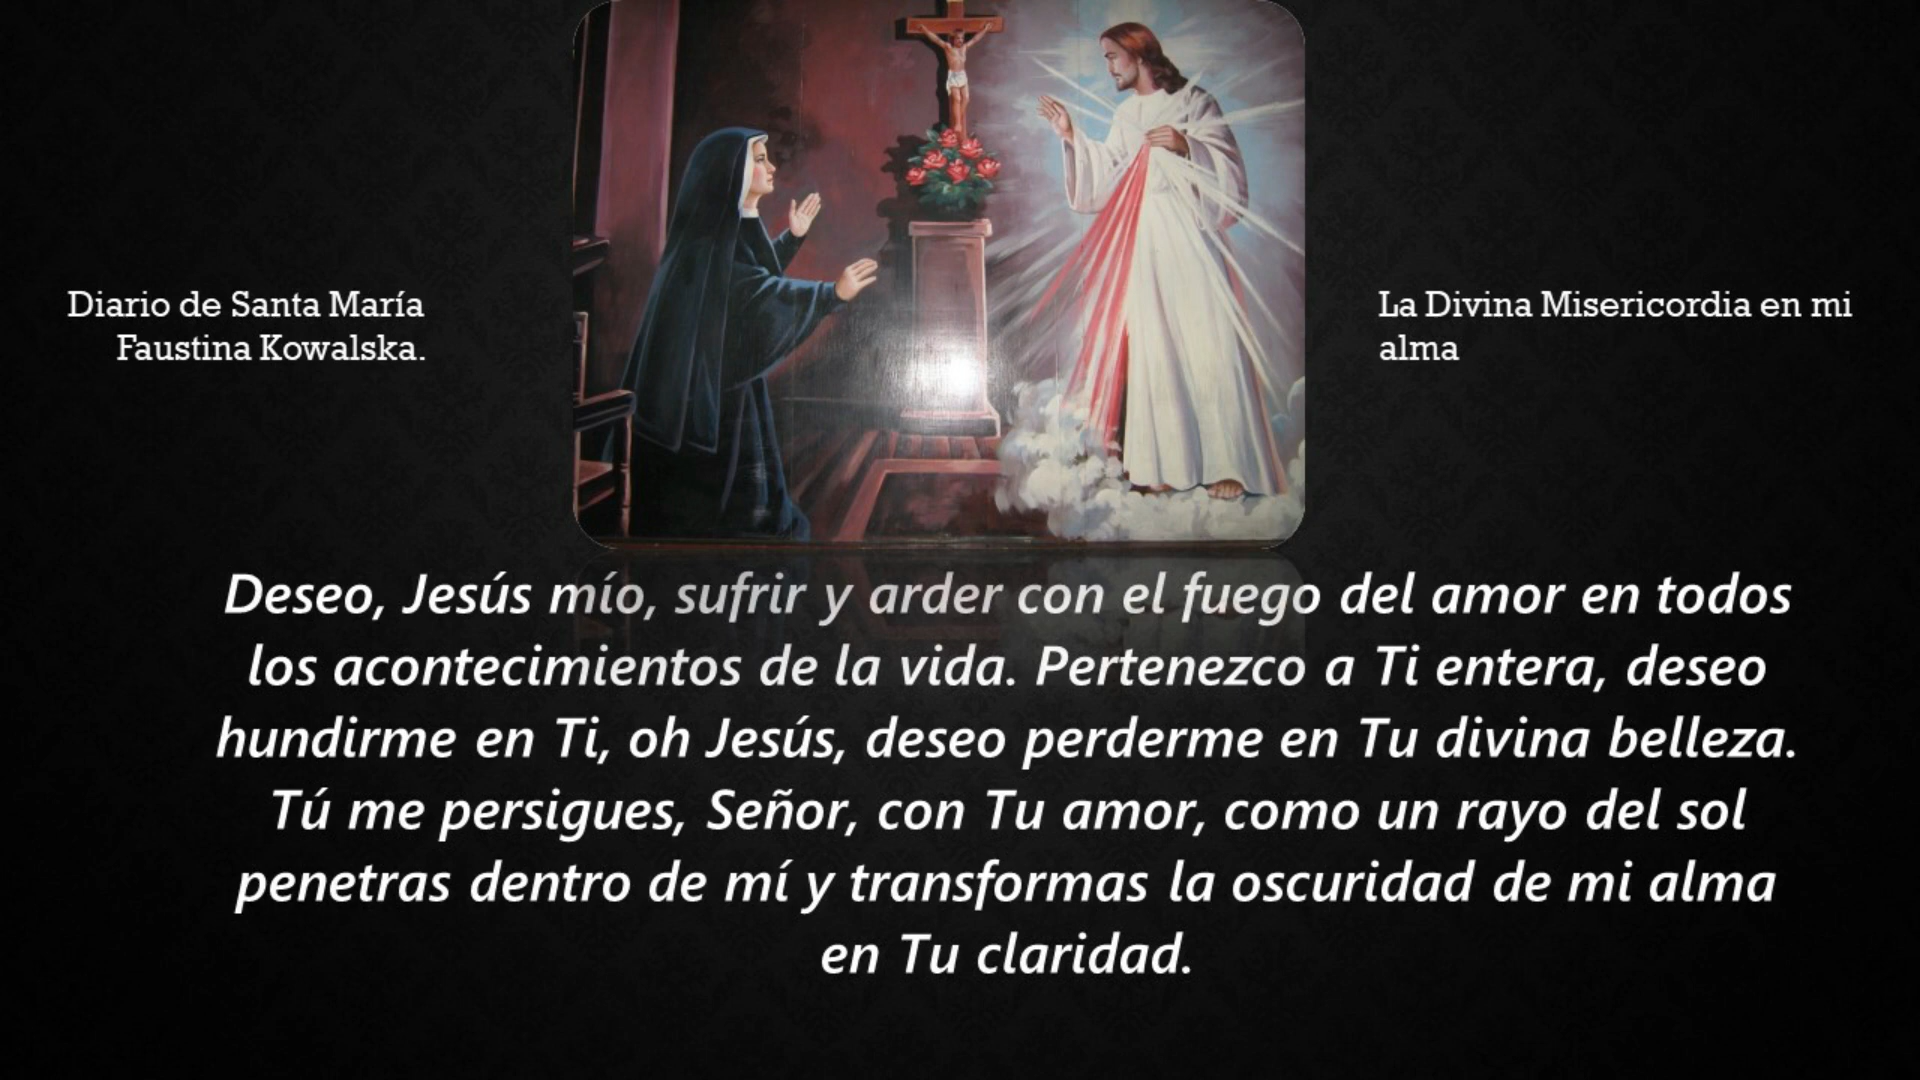 Diario de Santa María
Faustina Kowalska.
La Divina Misericordia en mi
alma
Deseo, Jesús mío, sufrir y arder con el fuego del amor en todos
los acontecimientos de la vida. Pertenezco a Ti entera, deseo
hundirme en Ti, oh Jesús, deseo perderme en Tu divina belleza.
Tú me persigues, Señor, con Tu amor, como un rayo del sol
penetras dentro de mí y transformas la oscuridad de mi alma
en Tu claridad.